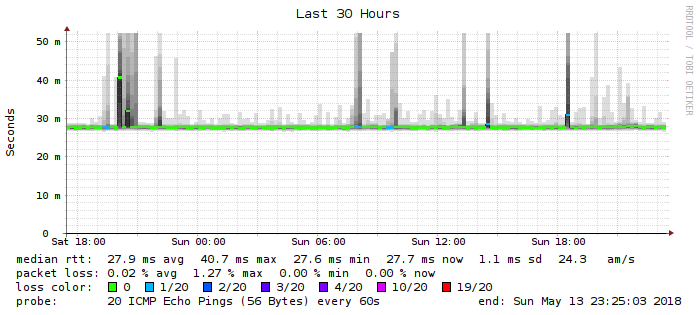 Last 30 Hours
RRDTOOL / TOBI OETIKER
Seconds
50 m
40 m
30 m
20 m
10 m
0
Sat 18:00 Sun 00:00 Sun 06:00 Sun 12:00 Sun 18:00
median rtt: 27.9 ms avg 40.7 ms max 27.6 ms min 27.7 ms now 1.1 ms sd 24.3 am/s
packet loss: 0.02 % avg 1.27 % max 0.00 % min 0.00 % now
loss color: 0 1/20 2/20 3/20 4/20 10/20 19/20
probe: 20 ICMP Echo Pings (56 Bytes) every 60s end: Sun May 13 23:25:03 2018